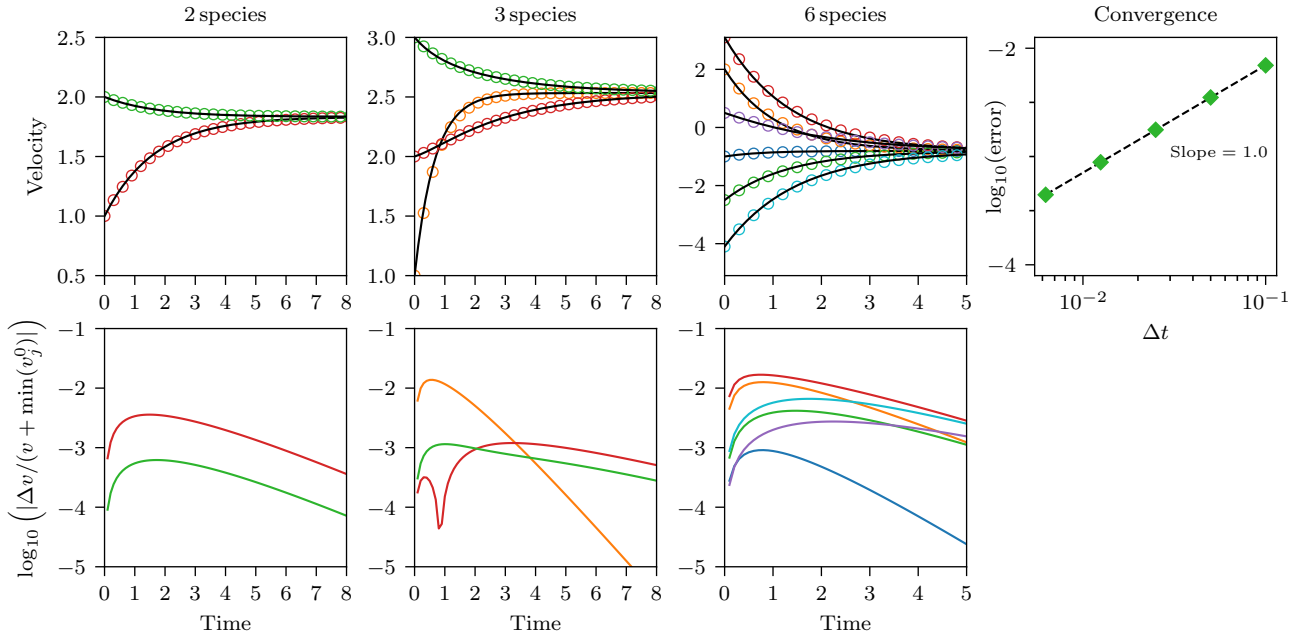 2 species
3 species
6 species
Convergence
Velocity
2.5
2.0
1.5
1.0
0.5
0 1 2 3 4 5 6 7 8
3.0
2.5
2.0
1.5
1.0
0 1 2 3 4 5 6 7 8
2
0
−2
−4
0 1 2 3 4 5
log₁₀(error)
−2
−4
Slope = 1.0
10⁻² 10⁻¹
Δt
log₁₀(|Δv/(v + min(v_j^0)|)
−1
−2
−3
−4
−5
0 1 2 3 4 5 6 7 8
Time
−1
−2
−3
−4
−5
0 1 2 3 4 5 6 7 8
Time
−1
−2
−3
−4
−5
0 1 2 3 4 5
Time